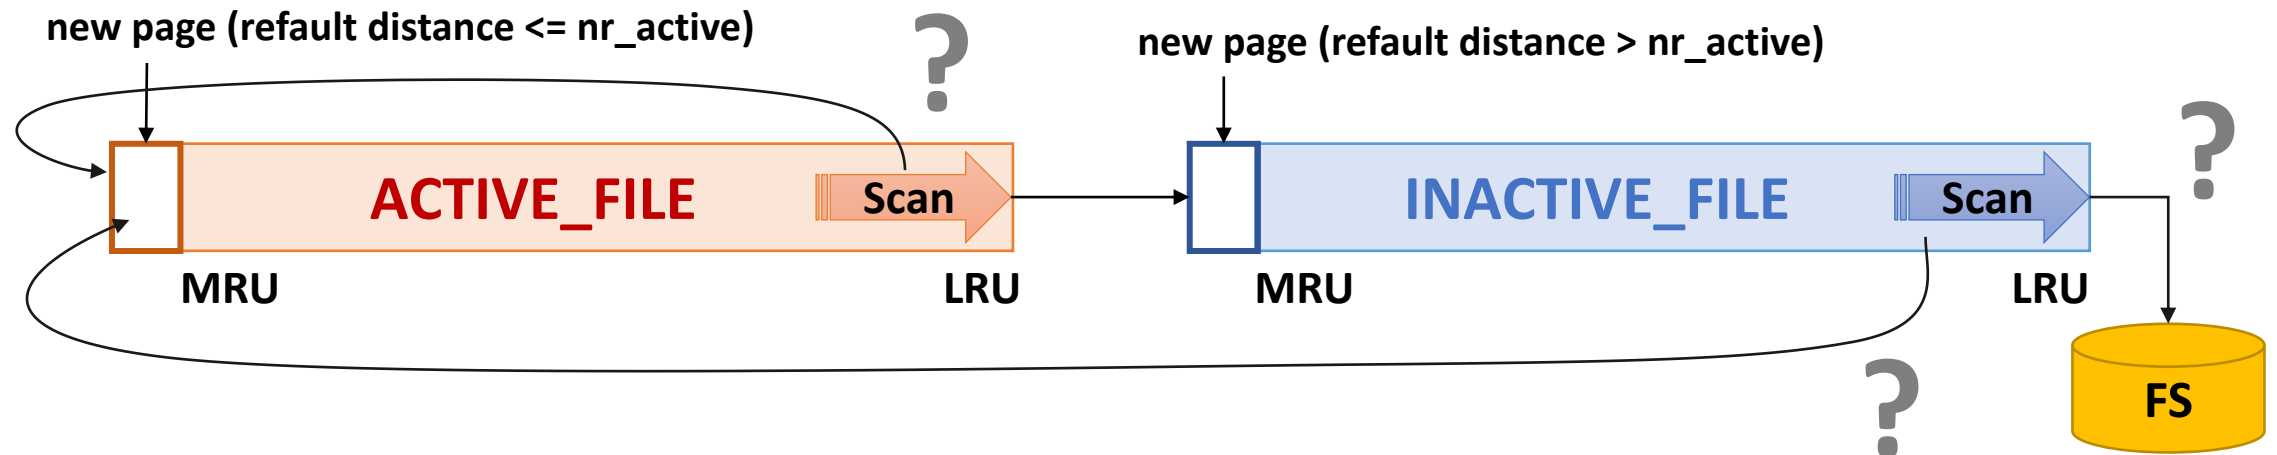 new page (refault distance <= nr_active)
?
new page (refault distance > nr_active)
?
ACTIVE_FILE
Scan
INACTIVE_FILE
Scan
MRU
LRU
MRU
LRU
?
FS